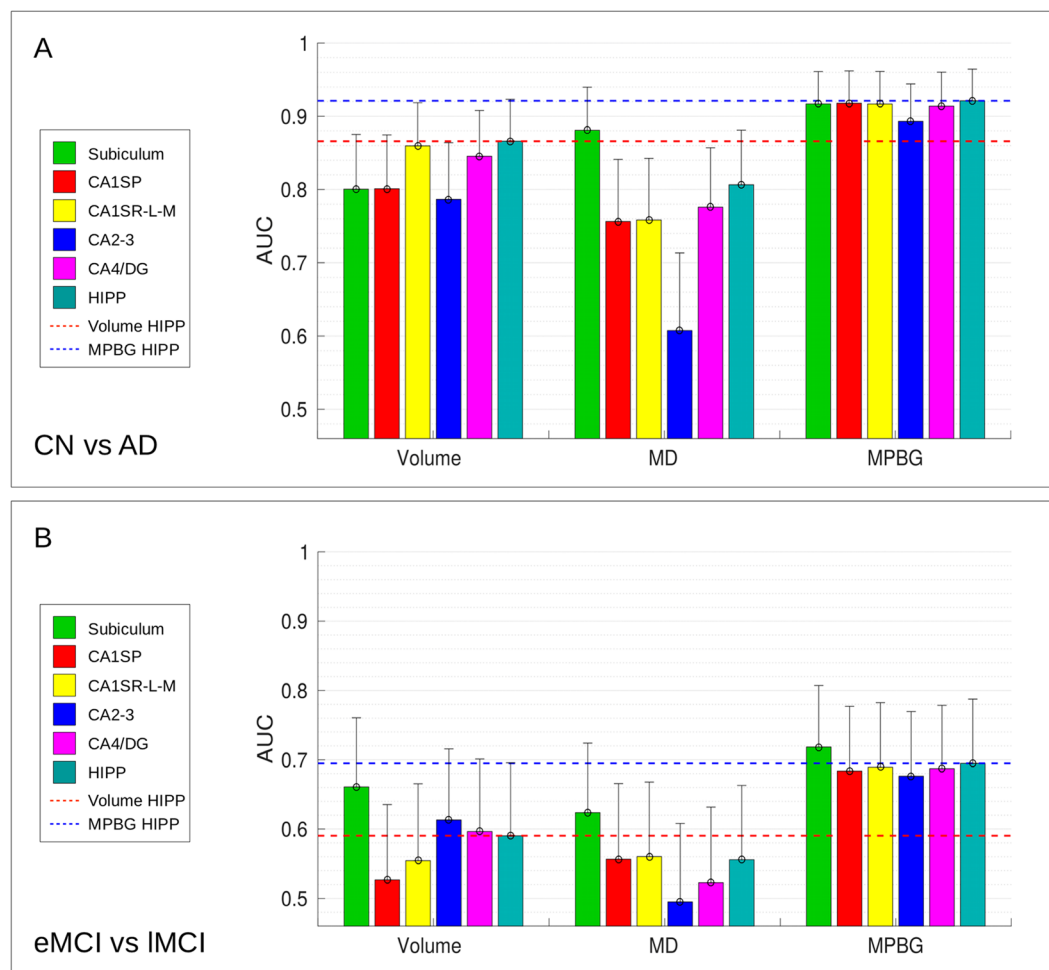 A
Subiculum
CA1SP
CA1SR-L-M
CA2-3
CA4/DG
HIPP
Volume HIPP
MPBG HIPP
CN vs AD
AUC
1
0.9
0.8
0.7
0.6
0.5
Volume MD MPBG
B
Subiculum
CA1SP
CA1SR-L-M
CA2-3
CA4/DG
HIPP
Volume HIPP
MPBG HIPP
eMCI vs lMCI
AUC
1
0.9
0.8
0.7
0.6
0.5
Volume MD MPBG